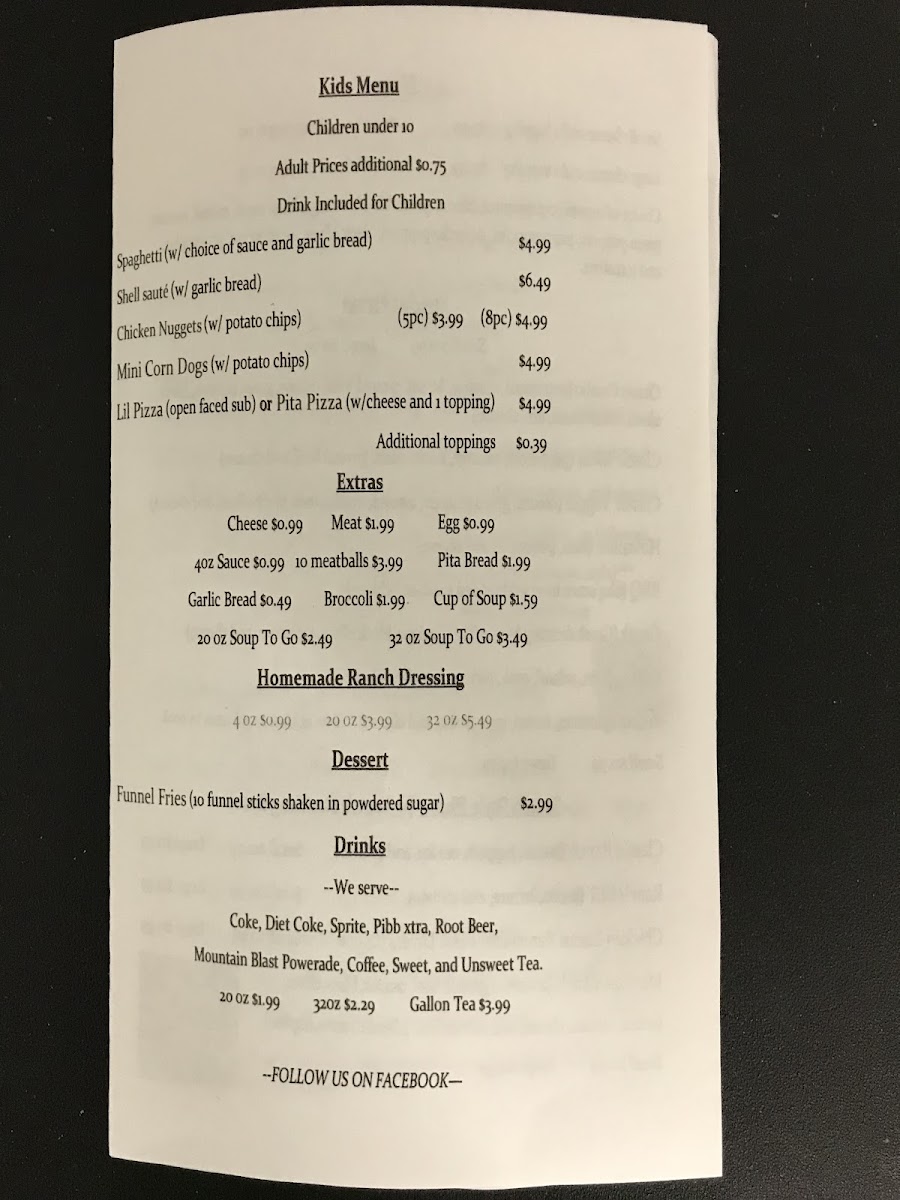 Kids Menu
Children under 10
Adult Prices additional $0.75
Drink Included for Children
Spaghetti (w/ choice of sauce and garlic bread) $4.99
Shell sauté (w/ garlic bread) $6.49
Chicken Nuggets (w/ potato chips) (5pc) $3.99 (8pc) $4.99
Mini Corn Dogs (w/ potato chips) $4.99
Lil Pizza (open faced sub) or Pita Pizza (w/cheese and 1 topping) $4.99
Additional toppings $0.39
Extras
Cheese $0.99 Meat $1.99 Egg $0.99
4oz Sauce $0.99 10 meatballs $3.99 Pita Bread $1.99
Garlic Bread $0.49 Broccoli $1.99 Cup of Soup $1.59
20 oz Soup To Go $2.49 32 oz Soup To Go $3.49
Homemade Ranch Dressing
4 oz $0.99 20 oz $3.99 32 oz $5.49
Dessert
Funnel Fries (10 funnel sticks shaken in powdered sugar) $2.99
Drinks
--We serve--
Coke, Diet Coke, Sprite, Pibb xtra, Root Beer,
Mountain Blast Powerade, Coffee, Sweet, and Unsweet Tea.
20 oz $1.99 32oz $2.29 Gallon Tea $3.99
--FOLLOW US ON FACEBOOK—